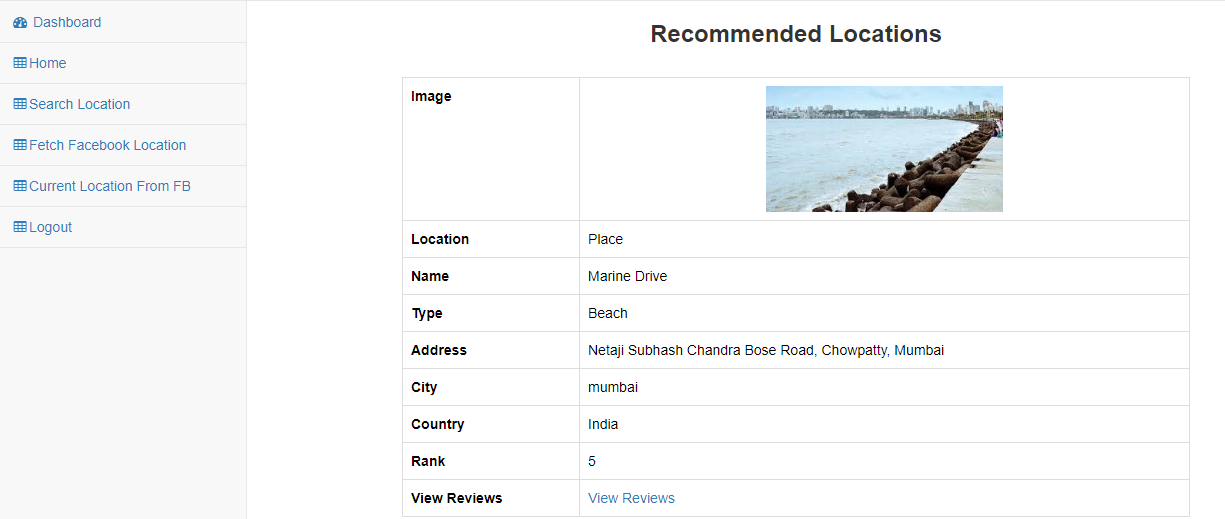 Dashboard
Home
Search Location
Fetch Facebook Location
Current Location From FB
Logout
Recommended Locations
Image
Location Place
Name Marine Drive
Type Beach
Address Netaji Subhash Chandra Bose Road, Chowpatty, Mumbai
City mumbai
Country India
Rank 5
View Reviews View Reviews